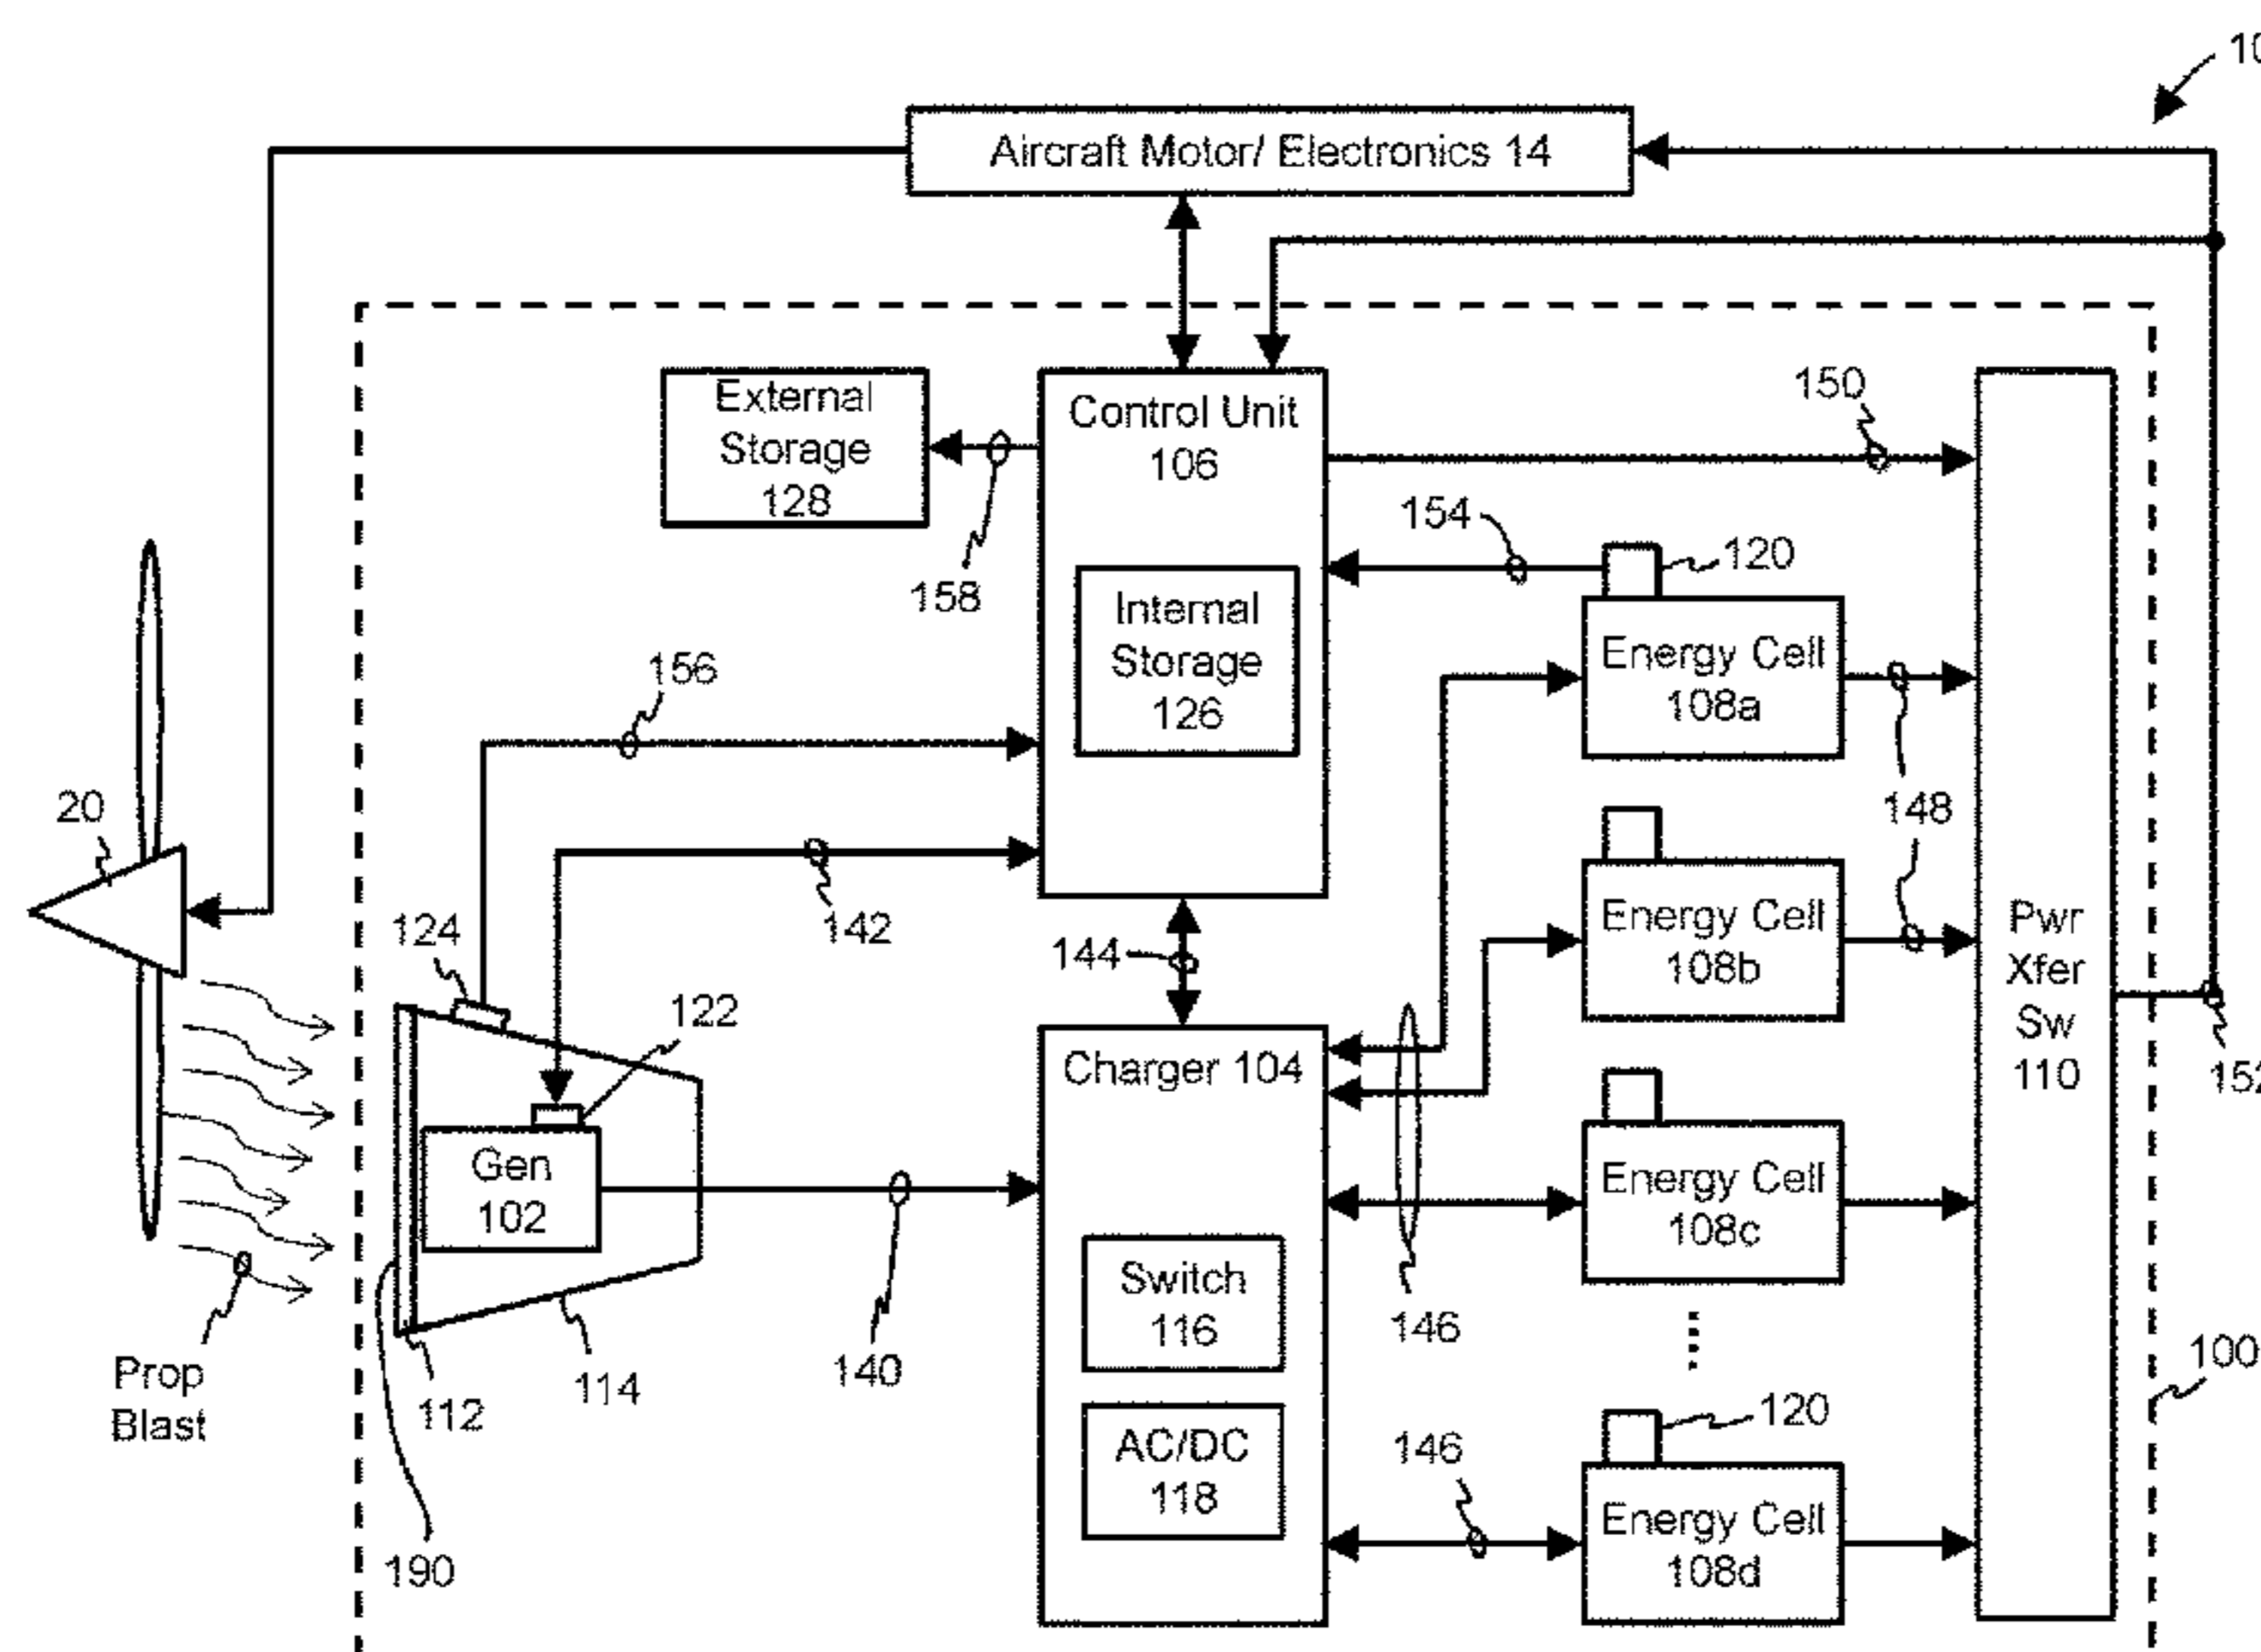 10
Aircraft Motor/ Electronics 14
External
Storage
128
Control Unit
106
150
154
120
158
Internal
Storage
126
Energy Cell
108a
156
148
20
142
124
144
Energy Cell
108b
Pwr
Xfer
Sw
110
122
152
Charger 104
Gen
102
Energy Cell
108c
Switch
116
146
140
114
112
Prop
Blast
100
120
AC/DC
118
146
Energy Cell
108d
190